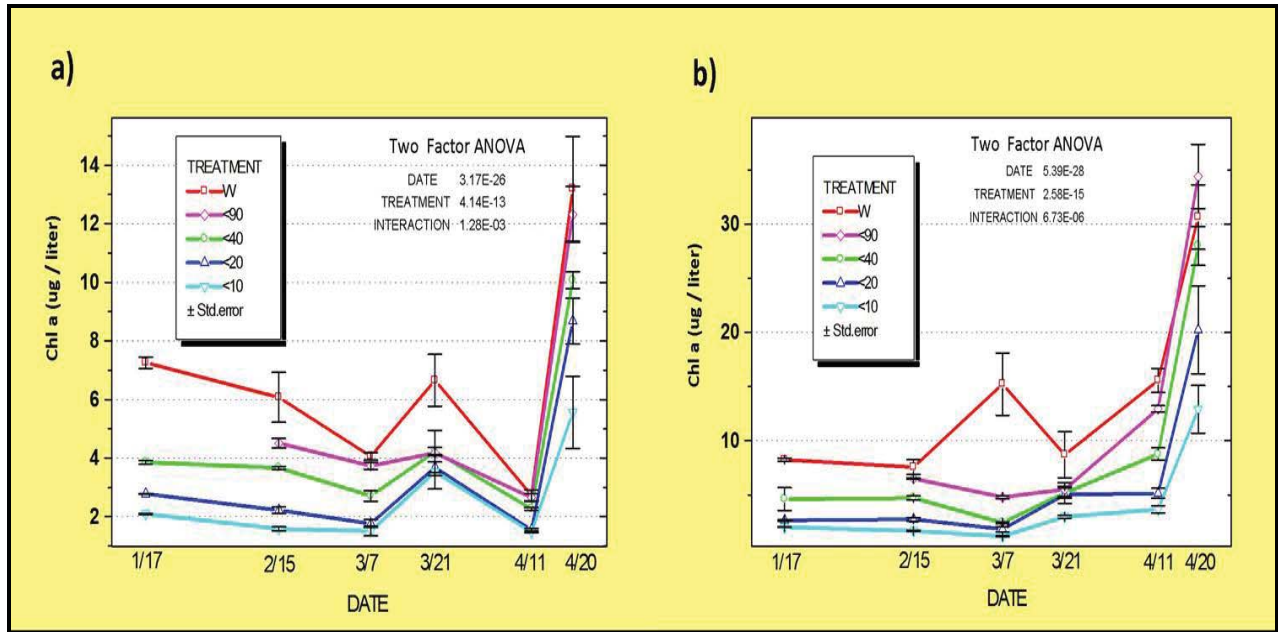 a)
Chl a (ug / liter)
14
12
10
8
6
4
2
TREATMENT
W
<90
<40
<20
<10
± Std.error
Two Factor ANOVA
DATE 3.17E-26
TREATMENT 4.14E-13
INTERACTION 1.28E-03
1/17 2/15 3/7 3/21 4/11 4/20
DATE
b)
Chl a (ug / liter)
30
20
10
TREATMENT
W
<90
<40
<20
<10
± Std.error
Two Factor ANOVA
DATE 5.39E-28
TREATMENT 2.58E-15
INTERACTION 6.73E-06
1/17 2/15 3/7 3/21 4/11 4/20
DATE